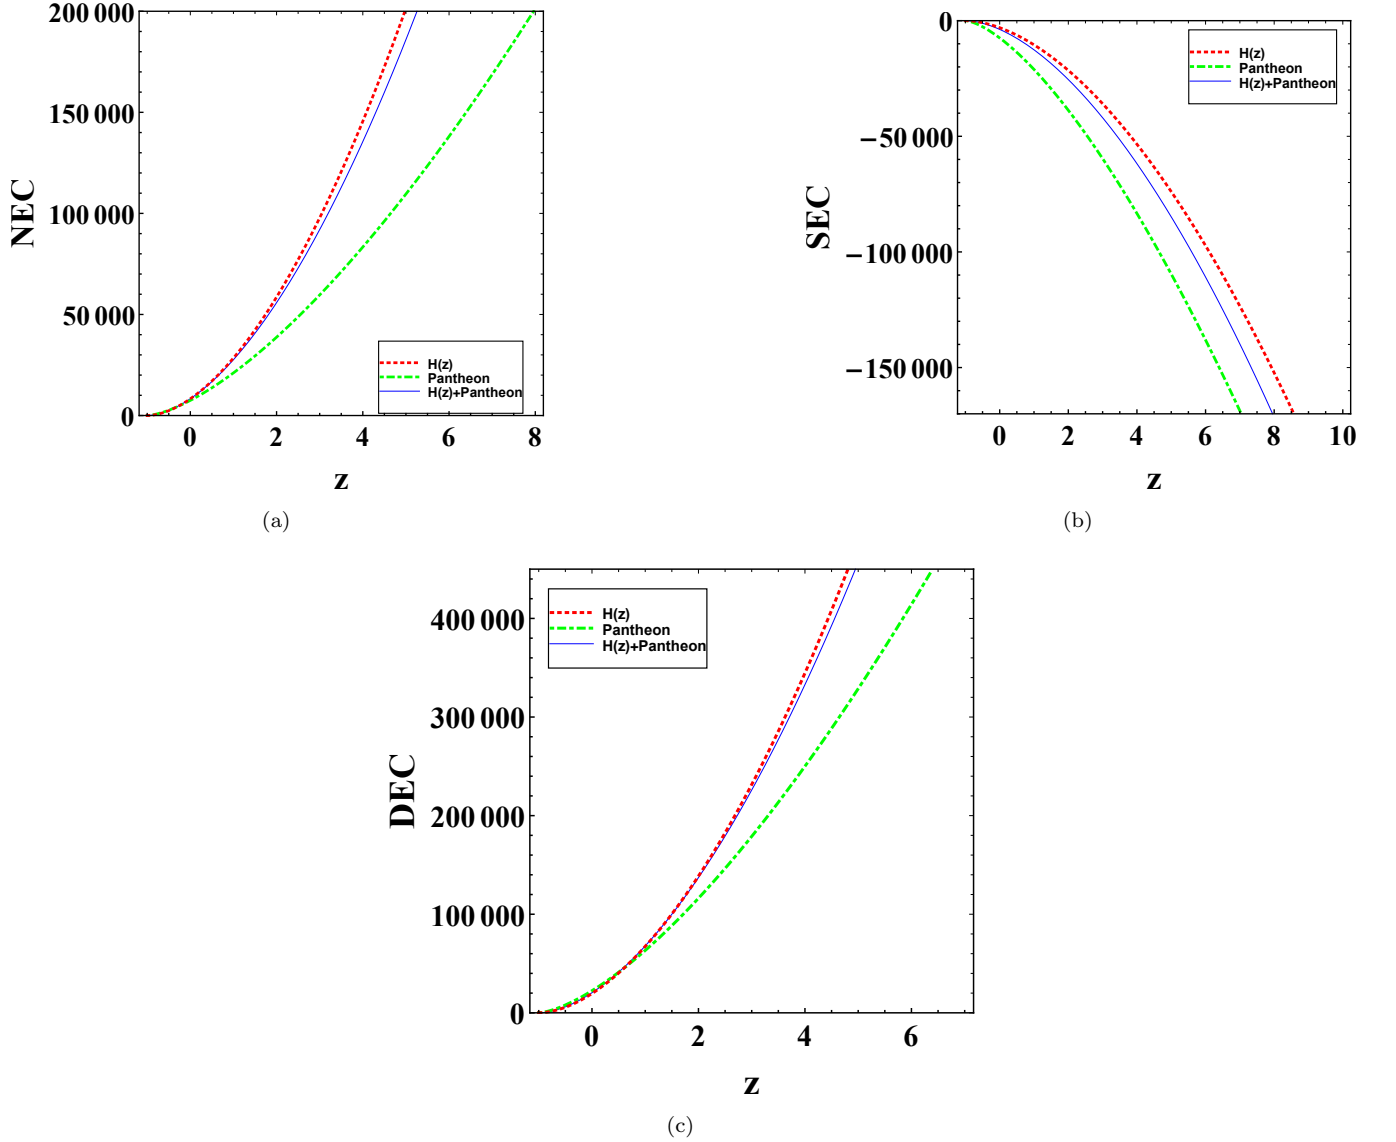 200 000
150 000
100 000
50 000
0
NEC
0 2 4 6 8
z
H(z)
Pantheon
H(z)+Pantheon
(a)
0
−50 000
−100 000
−150 000
SEC
0 2 4 6 8 10
z
H(z)
Pantheon
H(z)+Pantheon
(b)
400 000
300 000
200 000
100 000
0
DEC
0 2 4 6
z
H(z)
Pantheon
H(z)+Pantheon
(c)